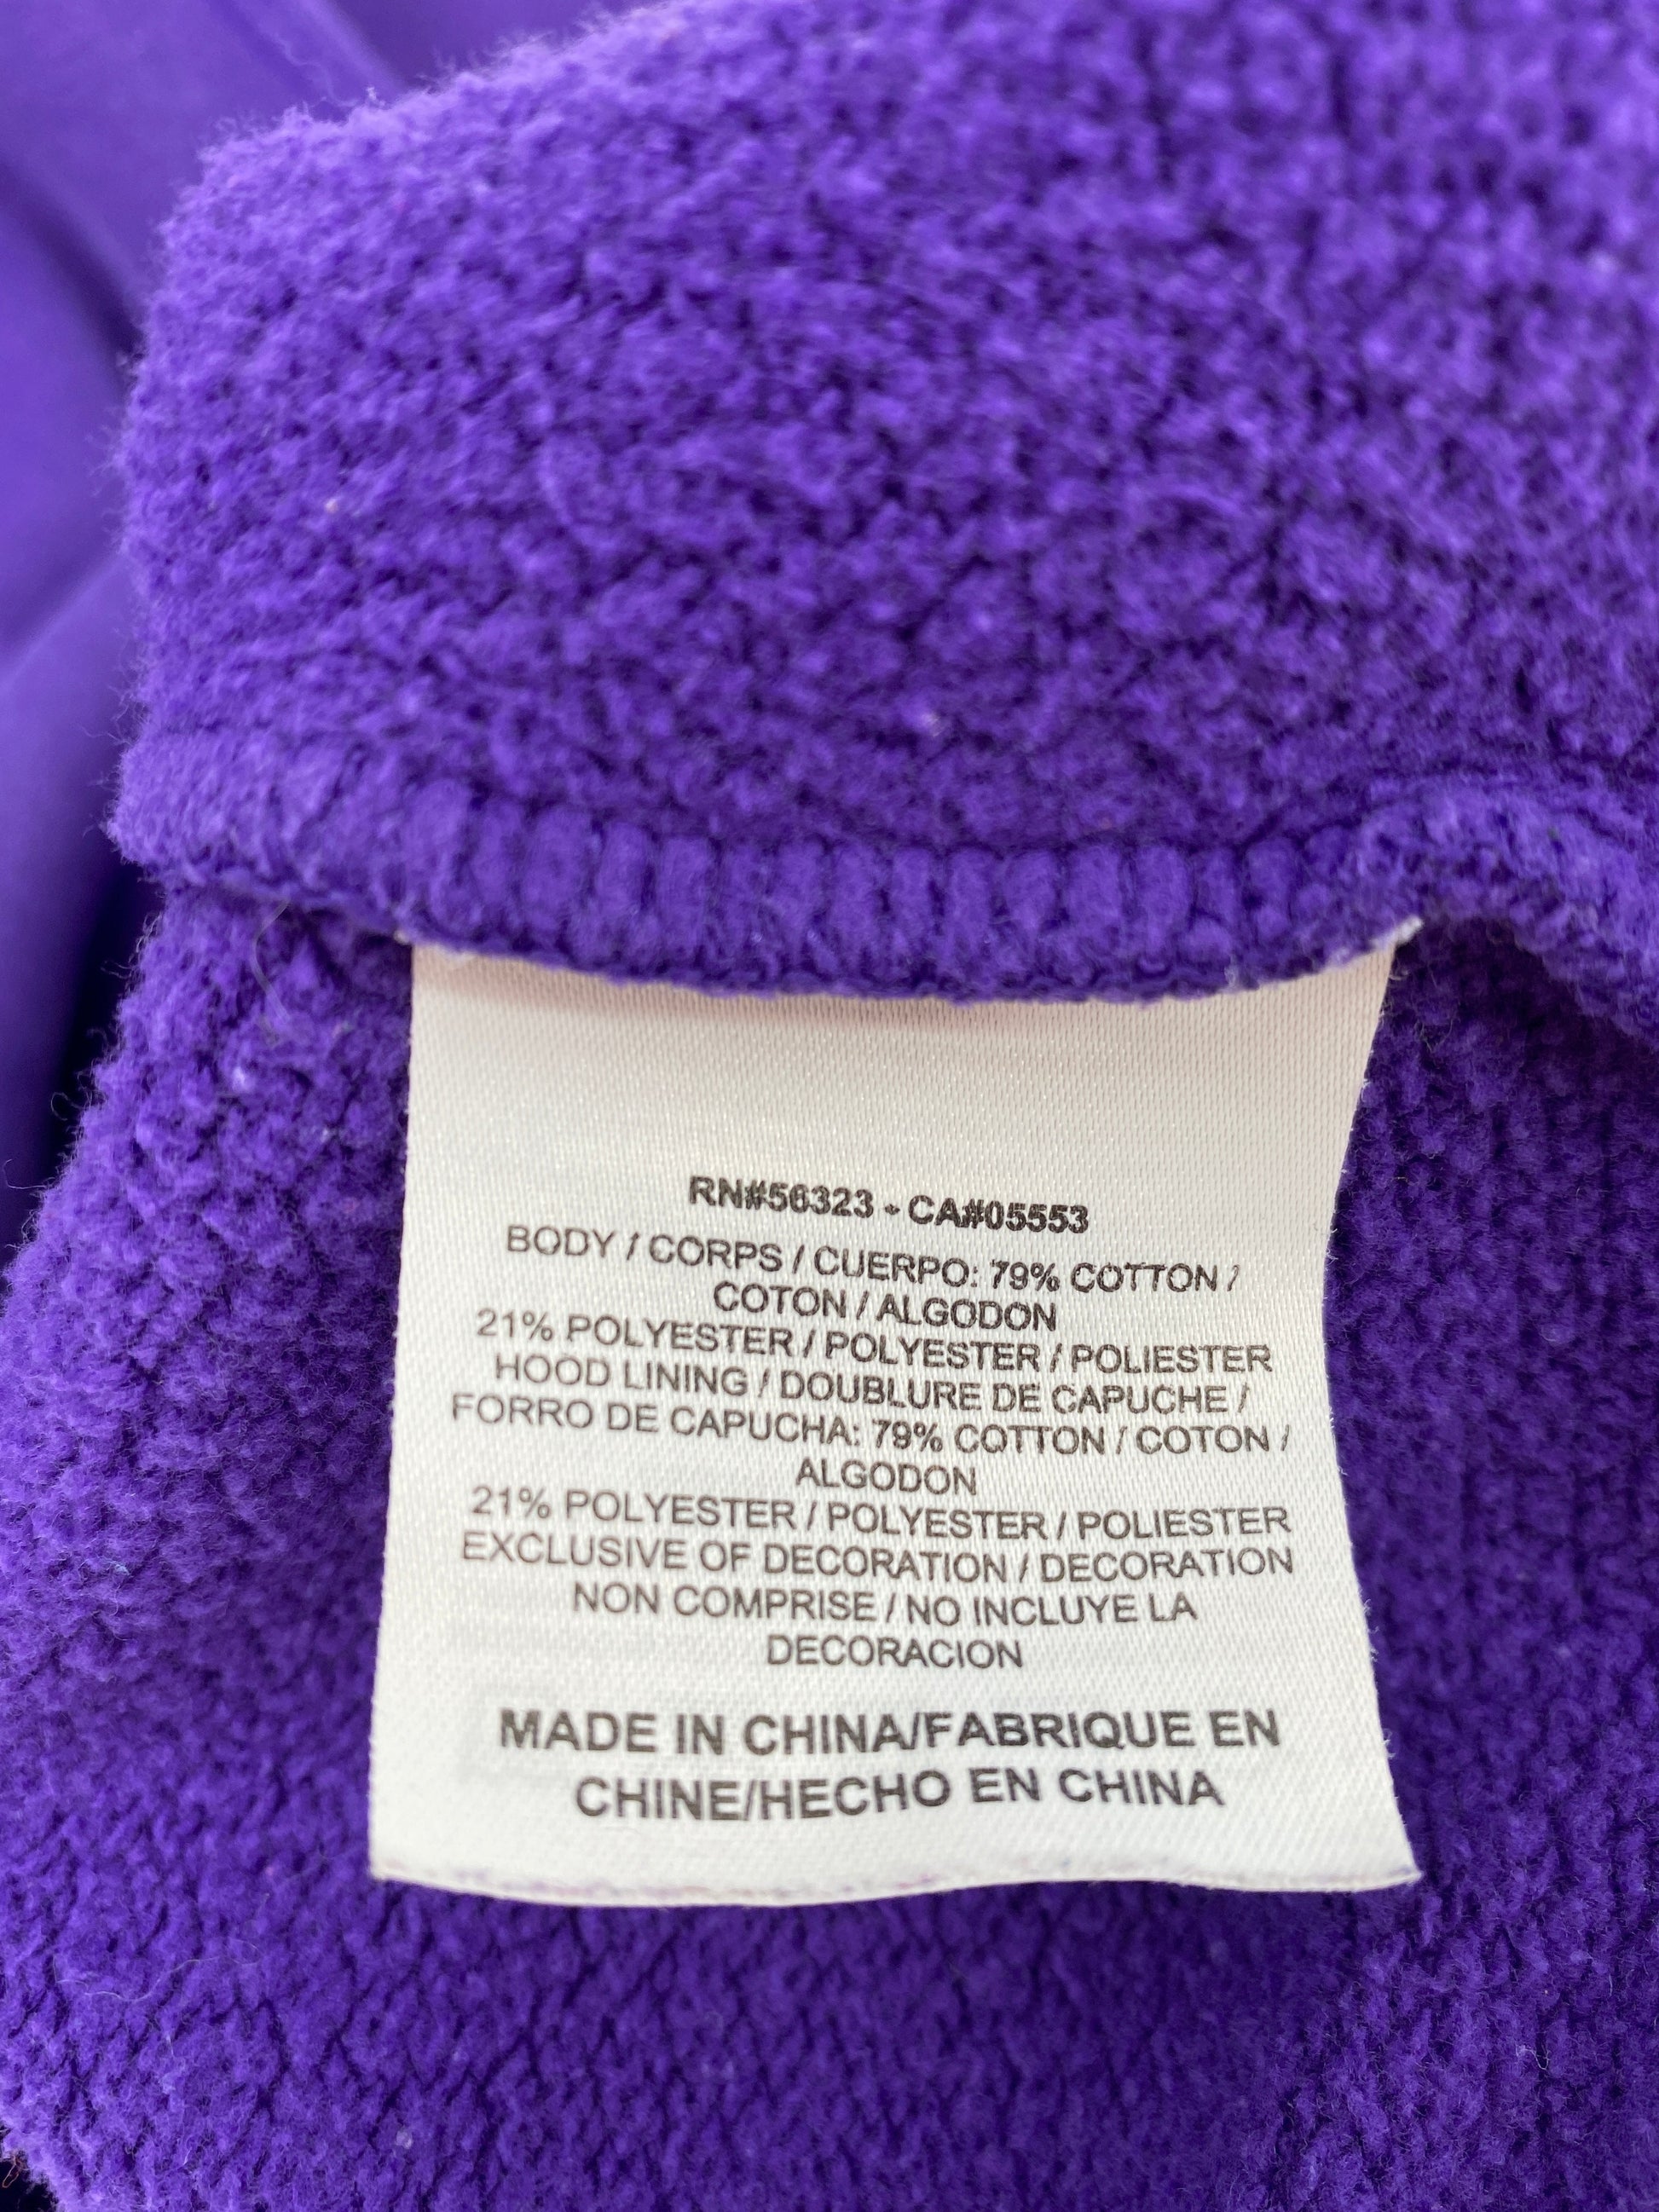 RN#56323 - CA#05553
BODY / CORPS / CUERPO: 79% COTTON /
COTON / ALGODON
21% POLYESTER / POLYESTER / POLIESTER
HOOD LINING / DOUBLURE DE CAPUCHE /
FORRO DE CAPUCHA: 79% COTTON / COTON /
ALGODON
21% POLYESTER / POLYESTER / POLIESTER
EXCLUSIVE OF DECORATION / DECORATION
NON COMPRISE / NO INCLUYE LA
DECORACION
MADE IN CHINA/FABRIQUE EN
CHINE/HECHO EN CHINA